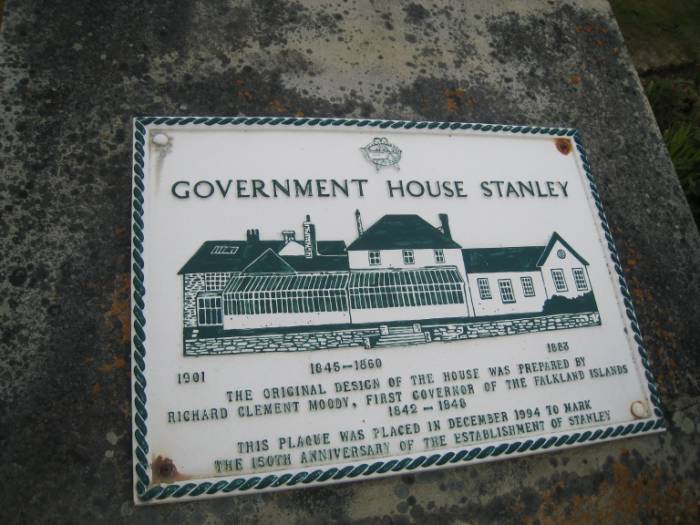 GOVERNMENT HOUSE STANLEY
1901 1845-1860 1883
THE ORIGINAL DESIGN OF THE HOUSE WAS PREPARED BY
RICHARD CLEMENT MOODY, FIRST GOVERNOR OF THE FALKLAND ISLANDS
1842-1848
THIS PLAQUE WAS PLACED IN DECEMBER 1994 TO MARK
THE 150TH ANNIVERSARY OF THE ESTABLISHMENT OF STANLEY